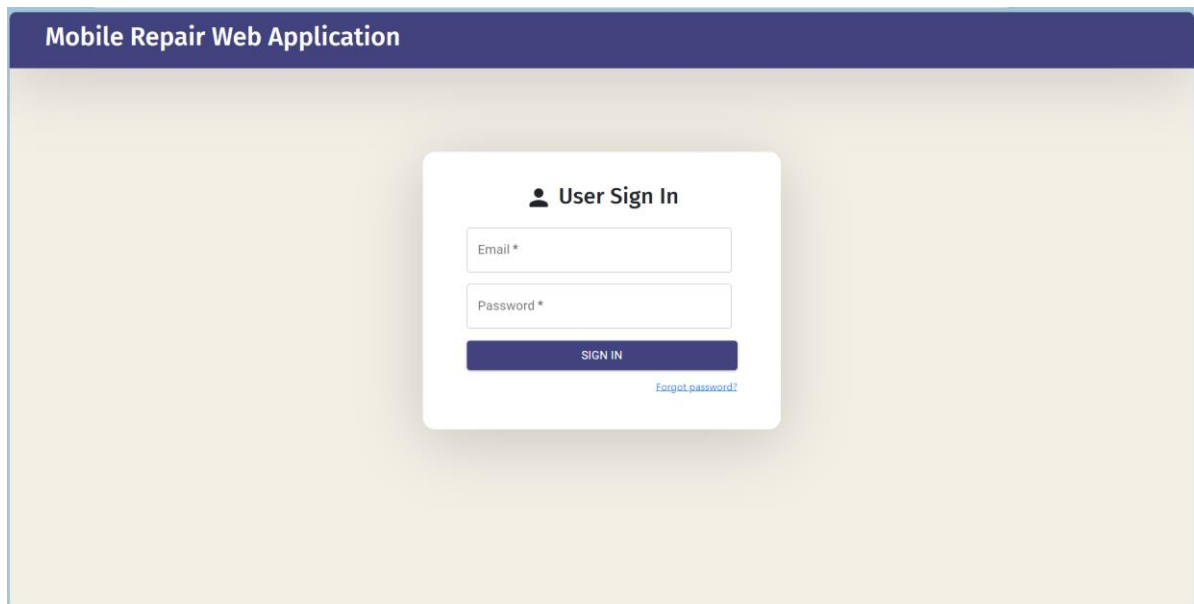 Mobile Repair Web Application
User Sign In
Email *
Password *
SIGN IN
Forgot password?